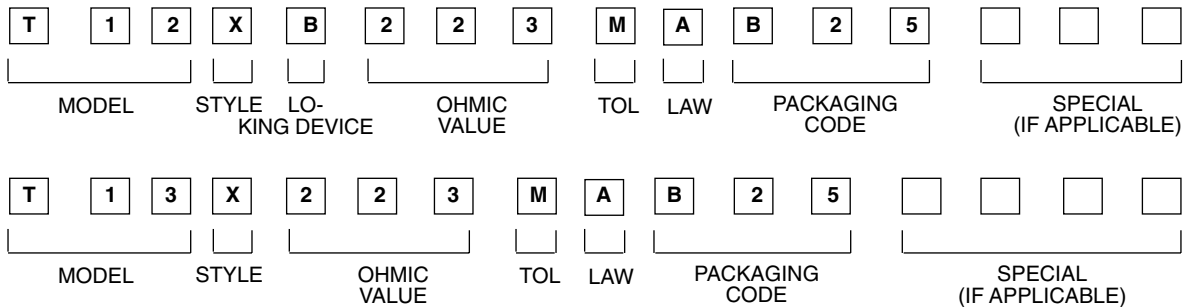 T 1 2 X B 2 2 3 M A B 2 5
MODEL STYLE LO- OHMIC TOL LAW PACKAGING SPECIAL
KING DEVICE VALUE CODE (IF APPLICABLE)
T 1 3 X 2 2 3 M A B 2 5
MODEL STYLE OHMIC TOL LAW PACKAGING SPECIAL
VALUE CODE (IF APPLICABLE)